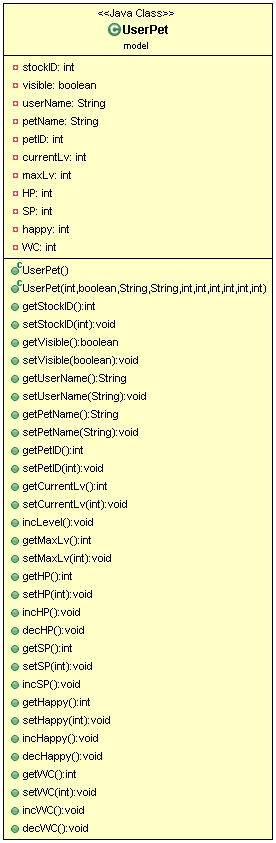 <<Java Class>>
UserPet
model
stockID: int
visible: boolean
userName: String
petName: String
petID: int
currentLv: int
maxLv: int
HP: int
SP: int
happy: int
WC: int
UserPet()
UserPet(int,boolean,String,String,int,int,int,int,int,int,int)
getStockID():int
setStockID(int):void
getVisible():boolean
setVisible(boolean):void
getUserName():String
setUserName(String):void
getPetName():String
setPetName(String):void
getPetID():int
setPetID(int):void
getCurrentLv():int
setCurrentLv(int):void
incLevel():void
getMaxLv():int
setMaxLv(int):void
getHP():int
setHP(int):void
incHP():void
decHP():void
getSP():int
setSP(int):void
incSP():void
getHappy():int
setHappy(int):void
incHappy():void
decHappy():void
getWC():int
setWC(int):void
incWC():void
decWC():void